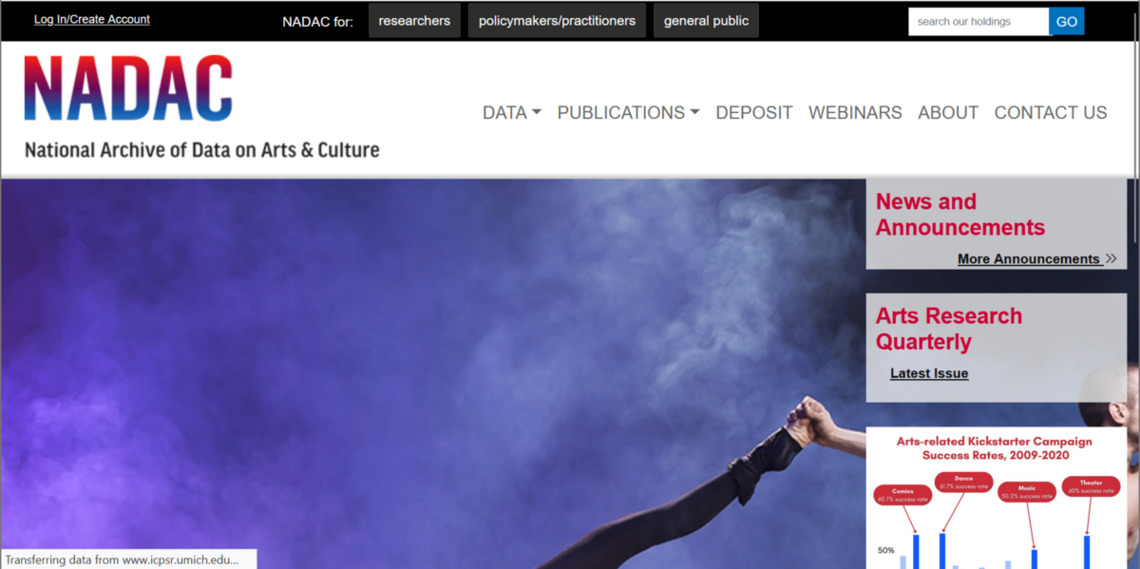 Log In/Create Account
NADAC for:
researchers
policymakers/practitioners
general public
search our holdings
GO
NADAC
National Archive of Data on Arts & Culture
DATA
PUBLICATIONS
DEPOSIT
WEBINARS
ABOUT
CONTACT US
News and
Announcements
More Announcements
Arts Research
Quarterly
Latest Issue
Arts-related Kickstarter Campaign
Success Rates, 2009-2020
Comics
60.7% success rate
Dance
61.7% success rate
Music
50.2% success rate
Theater
60% success rate
50%
Transferring data from www.icpsr.umich.edu...